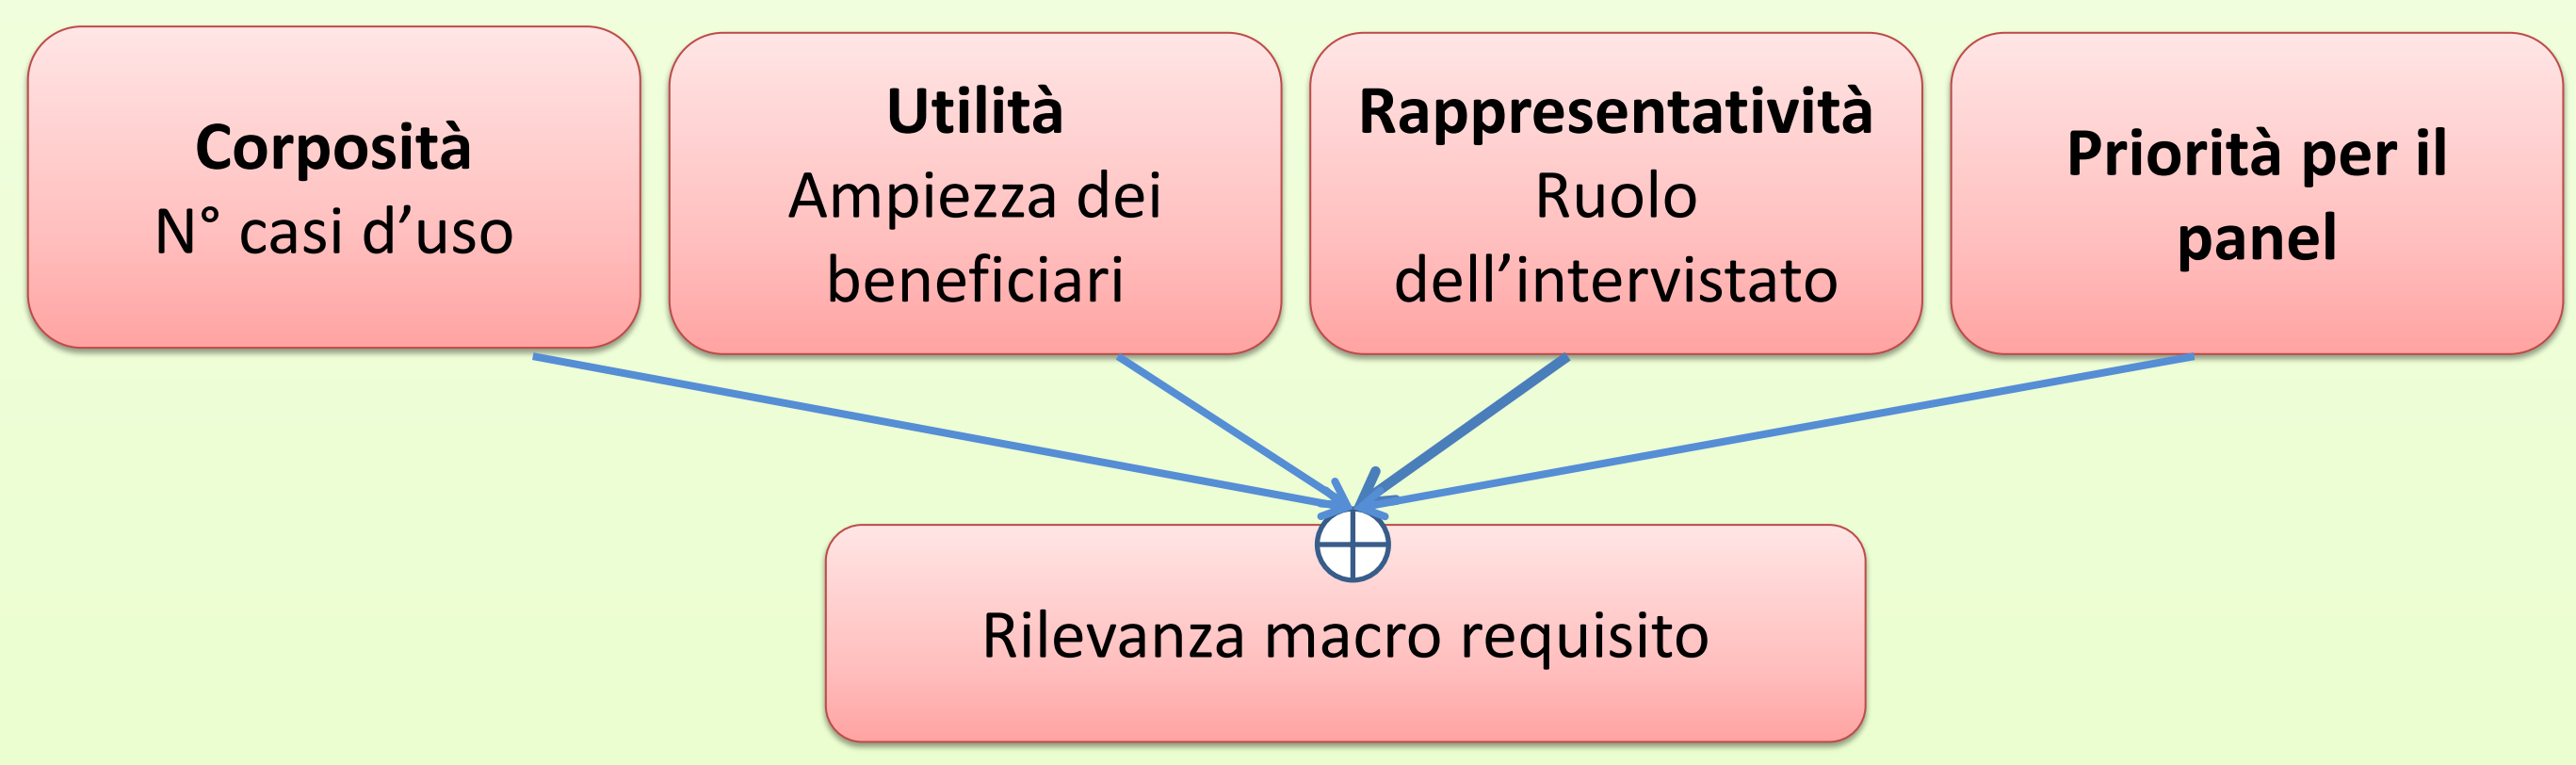 Corposità
N° casi d’uso
Utilità
Ampiezza dei
beneficiari
Rappresentatività
Ruolo
dell’intervistato
Priorità per il
panel
Rilevanza macro requisito